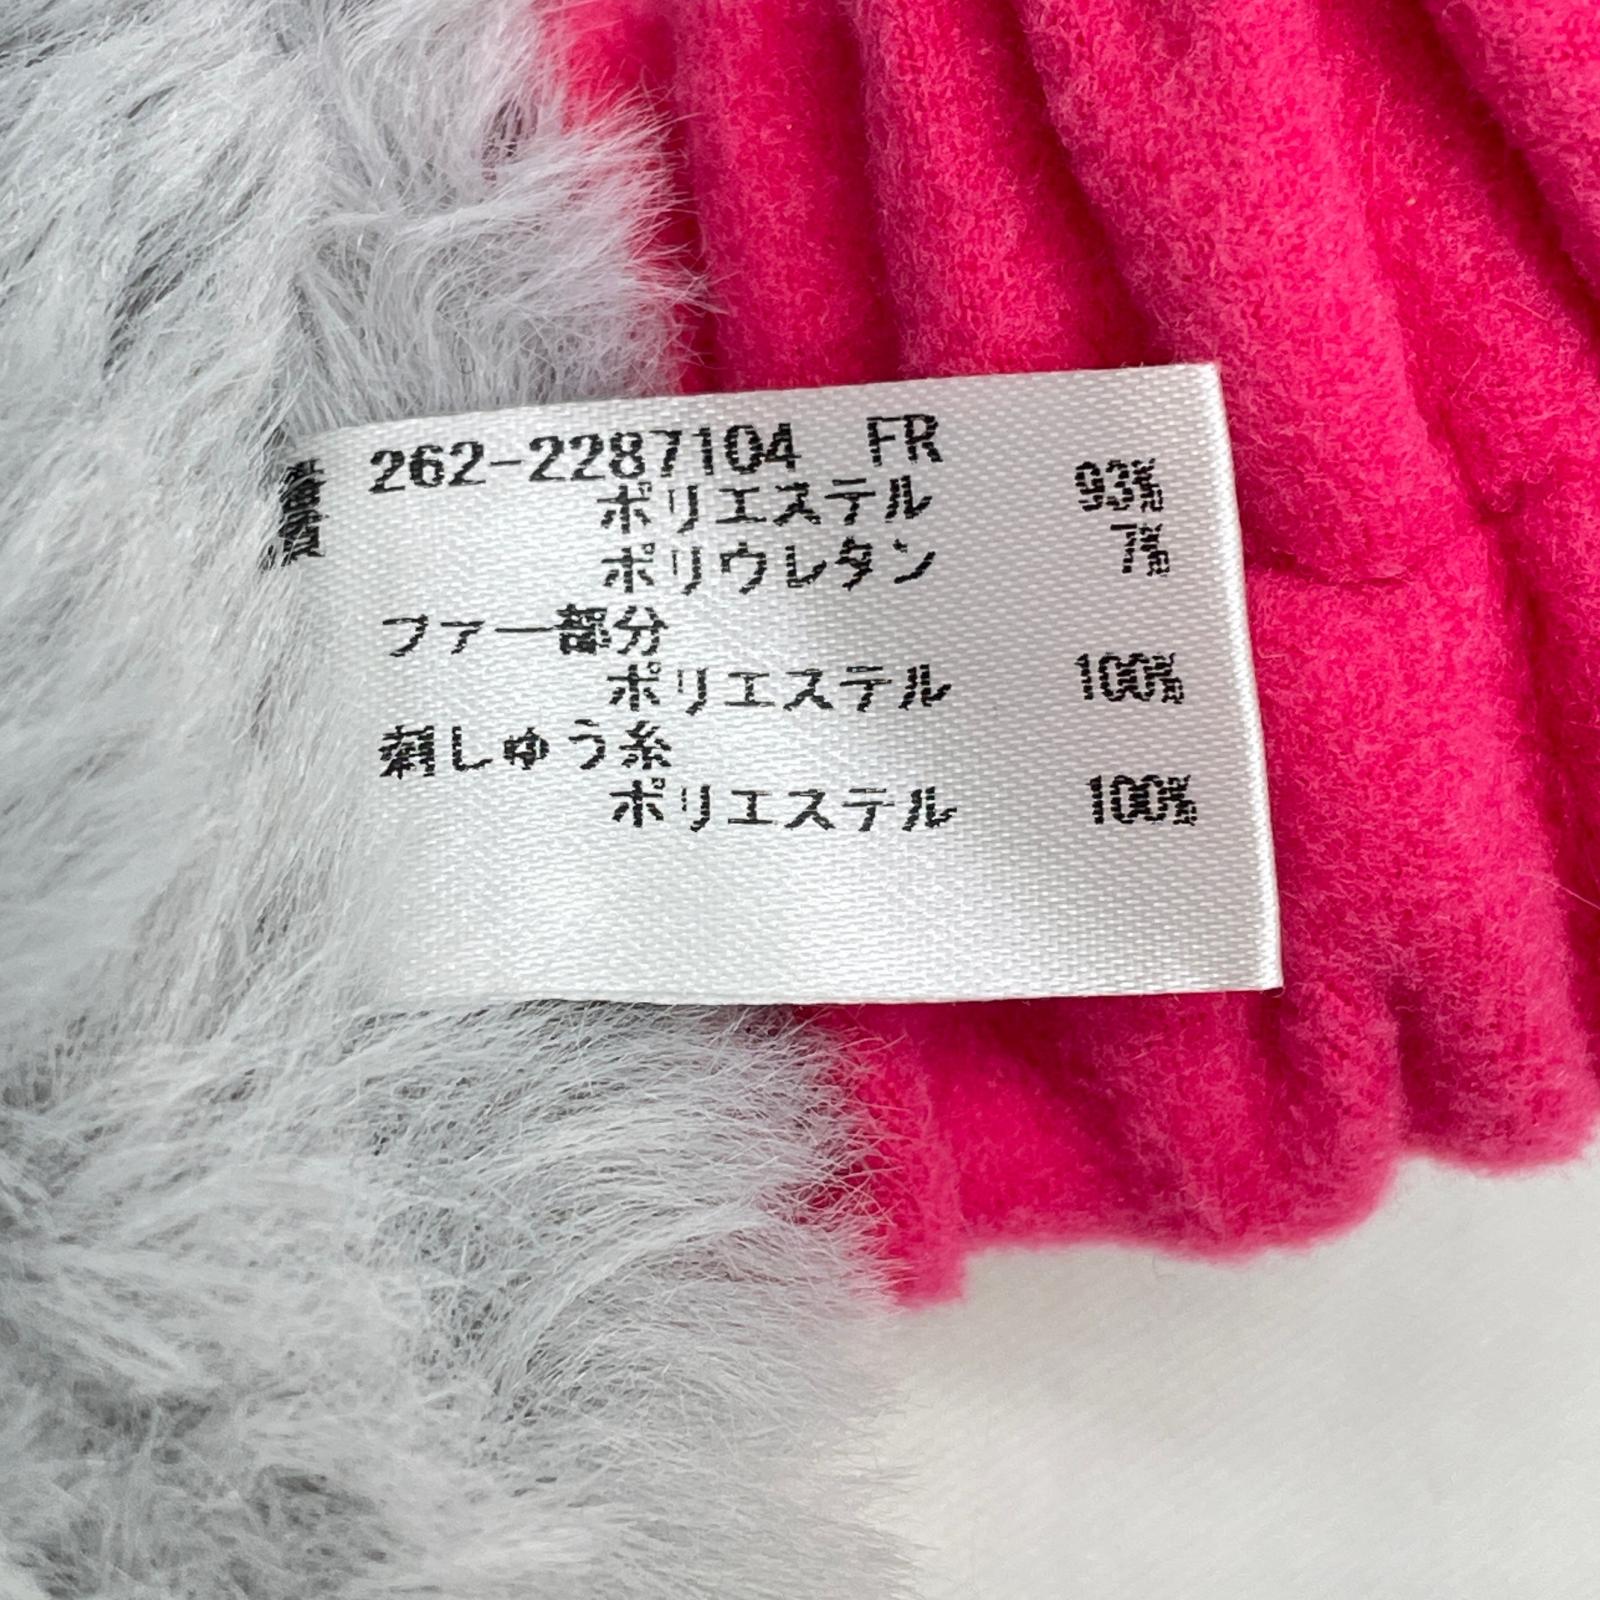 262-2287104 FR
ポリエステル 93%
ポリウレタン 7%
ファー部分
ポリエステル 100%
刺しゅう糸
ポリエステル 100%